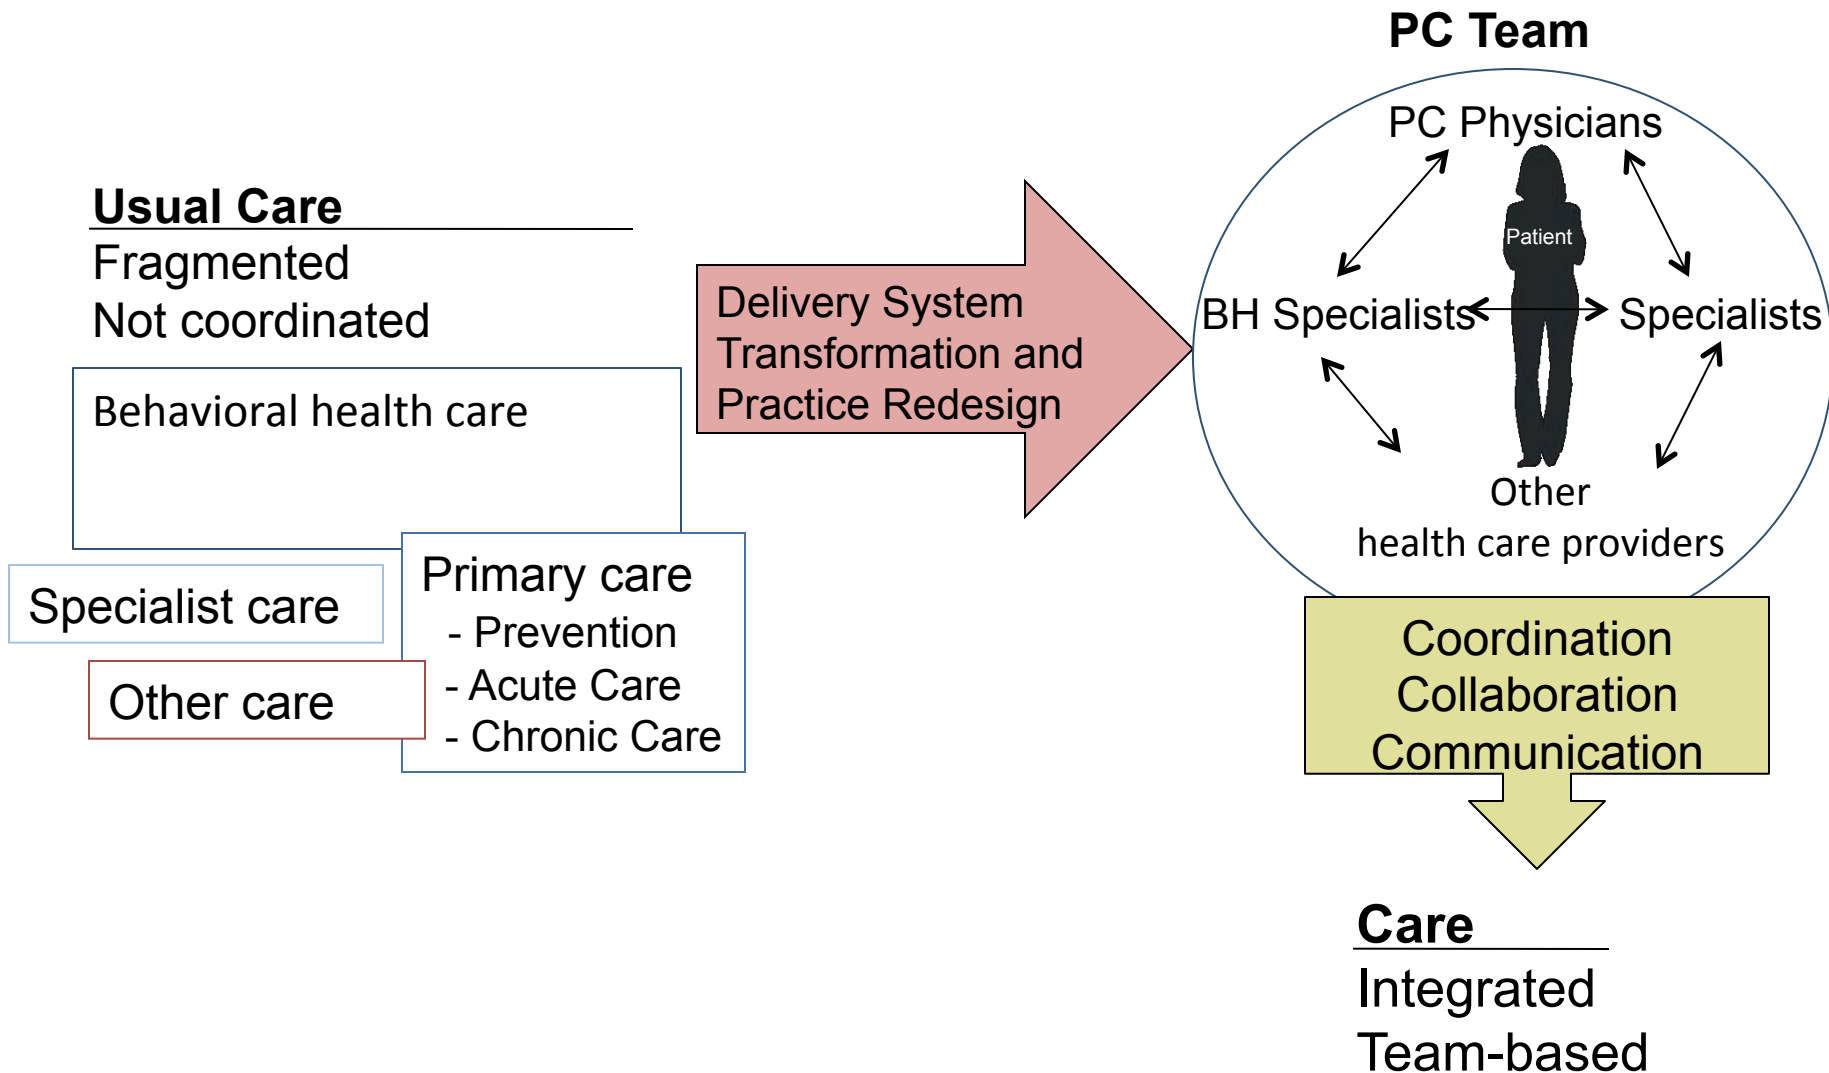 Usual Care
Fragmented
Not coordinated
Behavioral health care
Specialist care
Other care
Primary care
- Prevention
- Acute Care
- Chronic Care
Delivery System
Transformation and
Practice Redesign
PC Team
PC Physicians
Patient
BH Specialists
Specialists
Other
health care providers
Coordination
Collaboration
Communication
Care
Integrated
Team-based